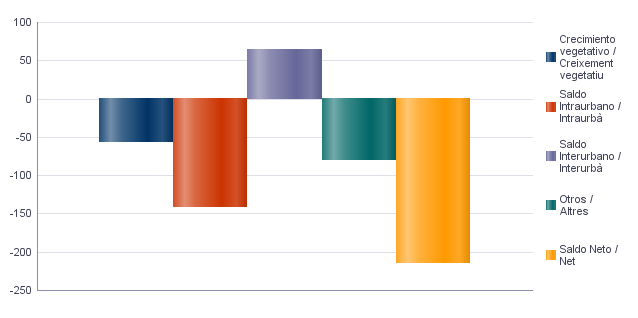 100
50
0
-50
-100
-150
-200
-250
Crecimiento
vegetativo /
Creixement
vegetatiu
Saldo
Intraurbano /
Intraurbà
Saldo
Interurbano /
Interurbà
Otros /
Altres
Saldo Neto /
Net